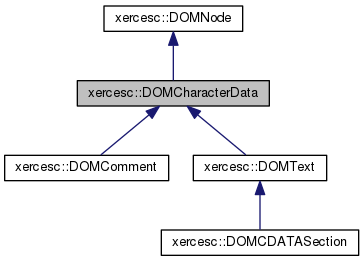 xercesc::DOMNode
xercesc::DOMCharacterData
xercesc::DOMComment
xercesc::DOMText
xercesc::DOMCDATASection